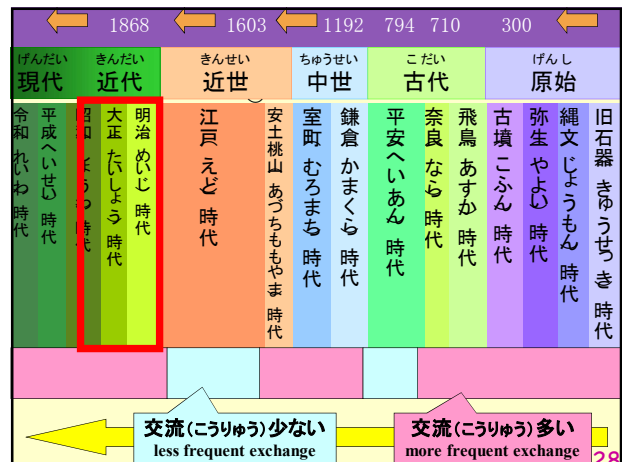 1868 1603 1192 794 710 300
げんだい きんだい きんせい ちゅうせい こだい げんし
現代 近代 近世 中世 古代 原始
令和 れいわ 時代
平成へいせい 時代
昭和 しょうわ 時代
大正 たいしょう 時代
明治 めいじ 時代
江戸 えど 時代
安土桃山 あづちももやま 時代
室町 むろまち 時代
鎌倉 かまくら 時代
平安へいあん 時代
奈良 なら 時代
飛鳥 あすか 時代
古墳 こふん 時代
弥生 やよい 時代
縄文 じょうもん 時代
旧石器 きゅうせっき 時代
交流(こうりゅう)少ない
less frequent exchange
交流(こうりゅう)多い
more frequent exchange
28